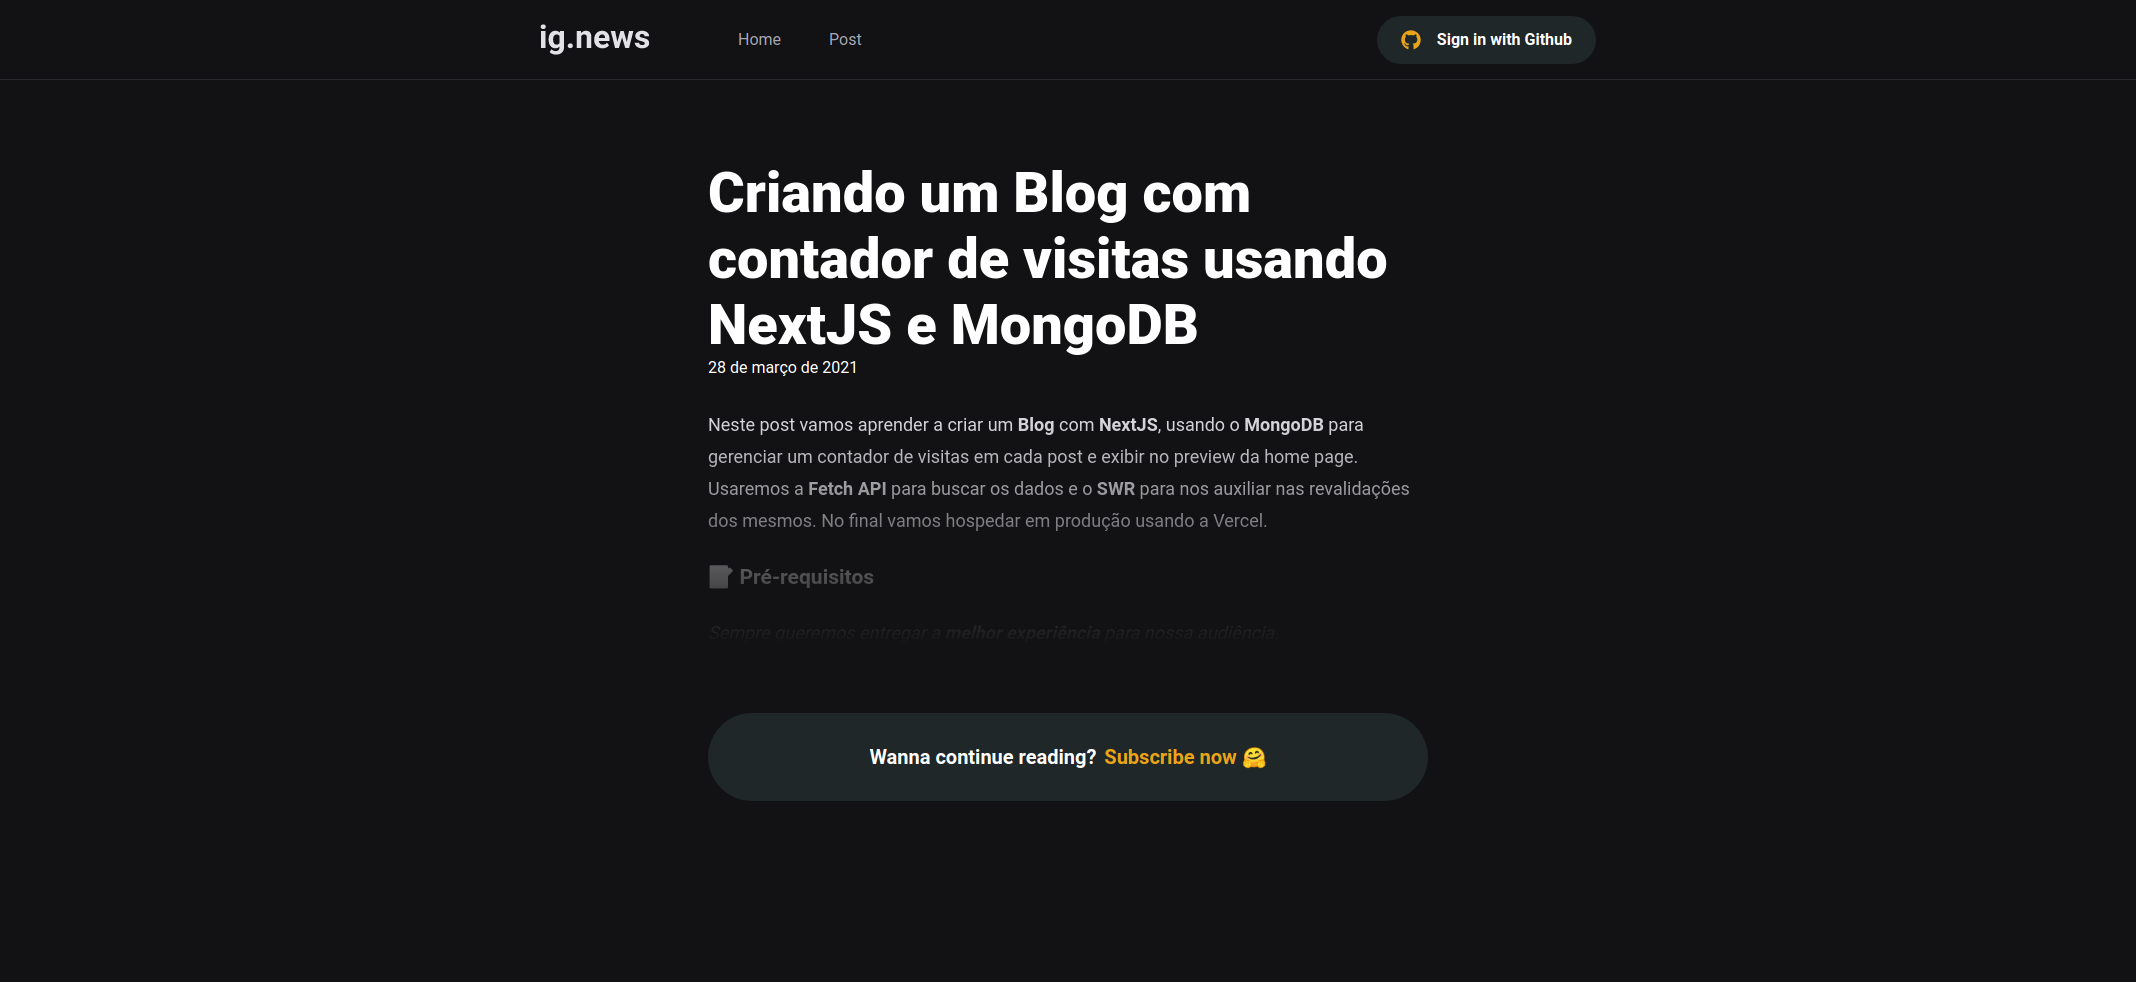 ig.news
Home
Post
Sign in with Github
Criando um Blog com
contador de visitas usando
NextJS e MongoDB
28 de março de 2021
Neste post vamos aprender a criar um Blog com NextJS, usando o MongoDB para
gerenciar um contador de visitas em cada post e exibir no preview da home page.
Usaremos a Fetch API para buscar os dados e o SWR para nos auxiliar nas revalidações
dos mesmos. No final vamos hospedar em produção usando a Vercel.
📝 Pré-requisitos
Sempre queremos entregar a melhor experiência para nossa audiência
Wanna continue reading? Subscribe now 🤗